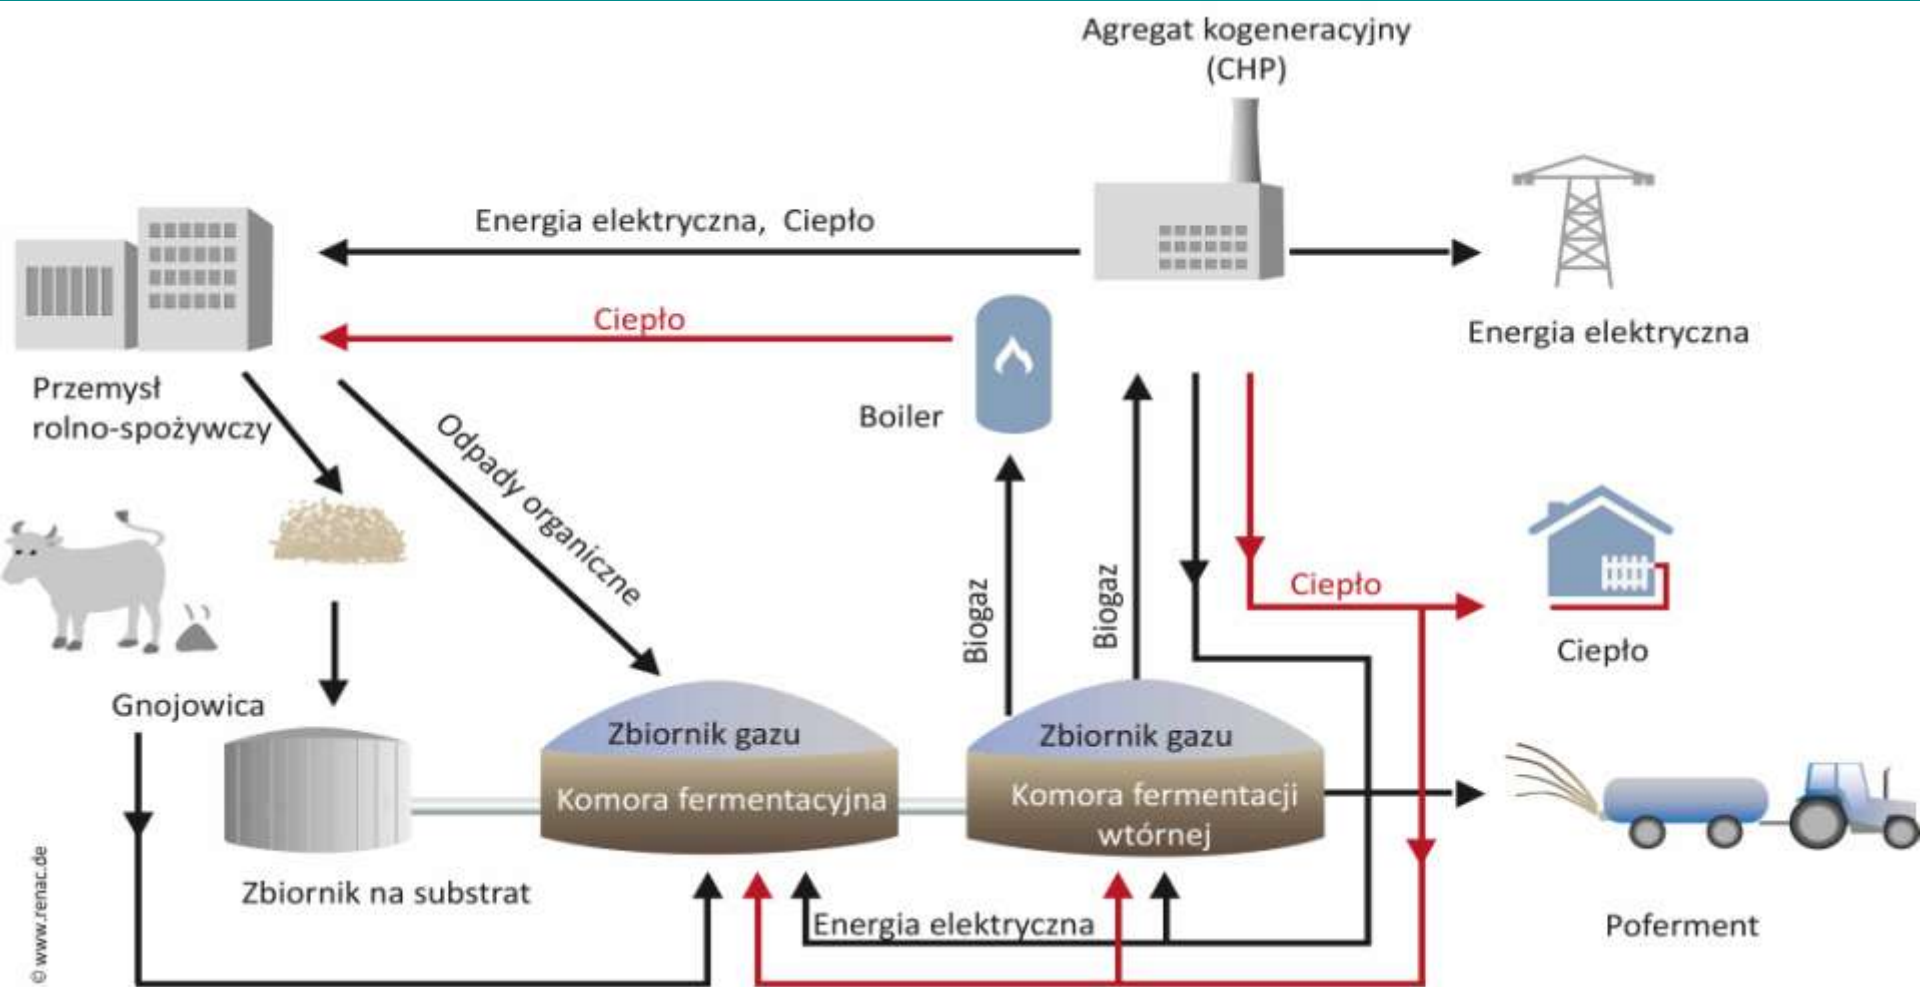 Agregat kogeneracyjny
(CHP)
Energia elektryczna, Ciepło
Ciepło
Energia elektryczna
Przemysł
rolno-spożywczy
Boiler
Odpady organiczne
Biogaz
Biogaz
Ciepło
Ciepło
Gnojowica
Zbiornik gazu
Zbiornik gazu
Komora fermentacyjna
Komora fermentacji
wtórnej
Zbiornik na substrat
Energia elektryczna
Poferment
© www.renac.de